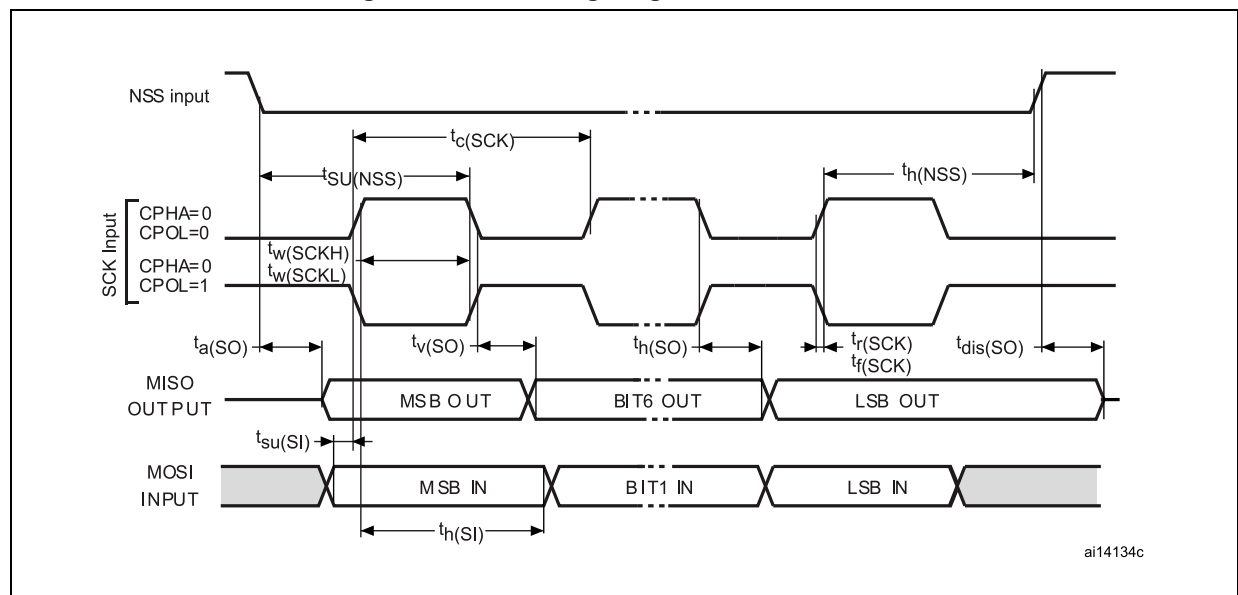 NSS input
tc(SCK)
tSU(NSS)
th(NSS)
SCK Input
CPHA=0
CPOL=0
tw(SCKH)
tw(SCKL)
CPHA=0
CPOL=1
ta(SO)
tv(SO)
th(SO)
tr(SCK)
tf(SCK)
tdis(SO)
MISO
OUTPUT
MSB OUT
BIT6 OUT
LSB OUT
tsu(SI)
MOSI
INPUT
MSB IN
BIT1 IN
LSB IN
th(SI)
ai14134c